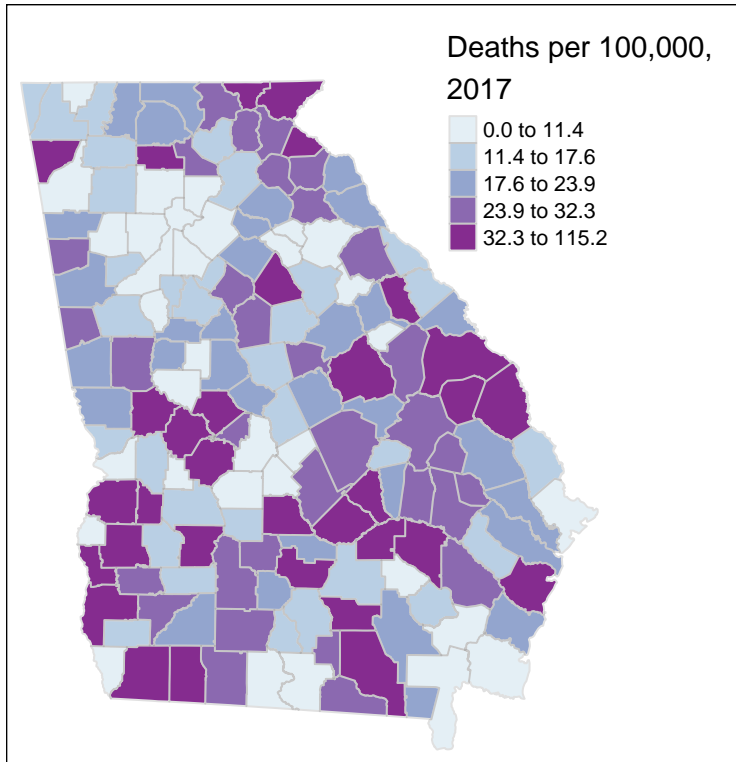 Deaths per 100,000,
2017
0.0 to 11.4
11.4 to 17.6
17.6 to 23.9
23.9 to 32.3
32.3 to 115.2